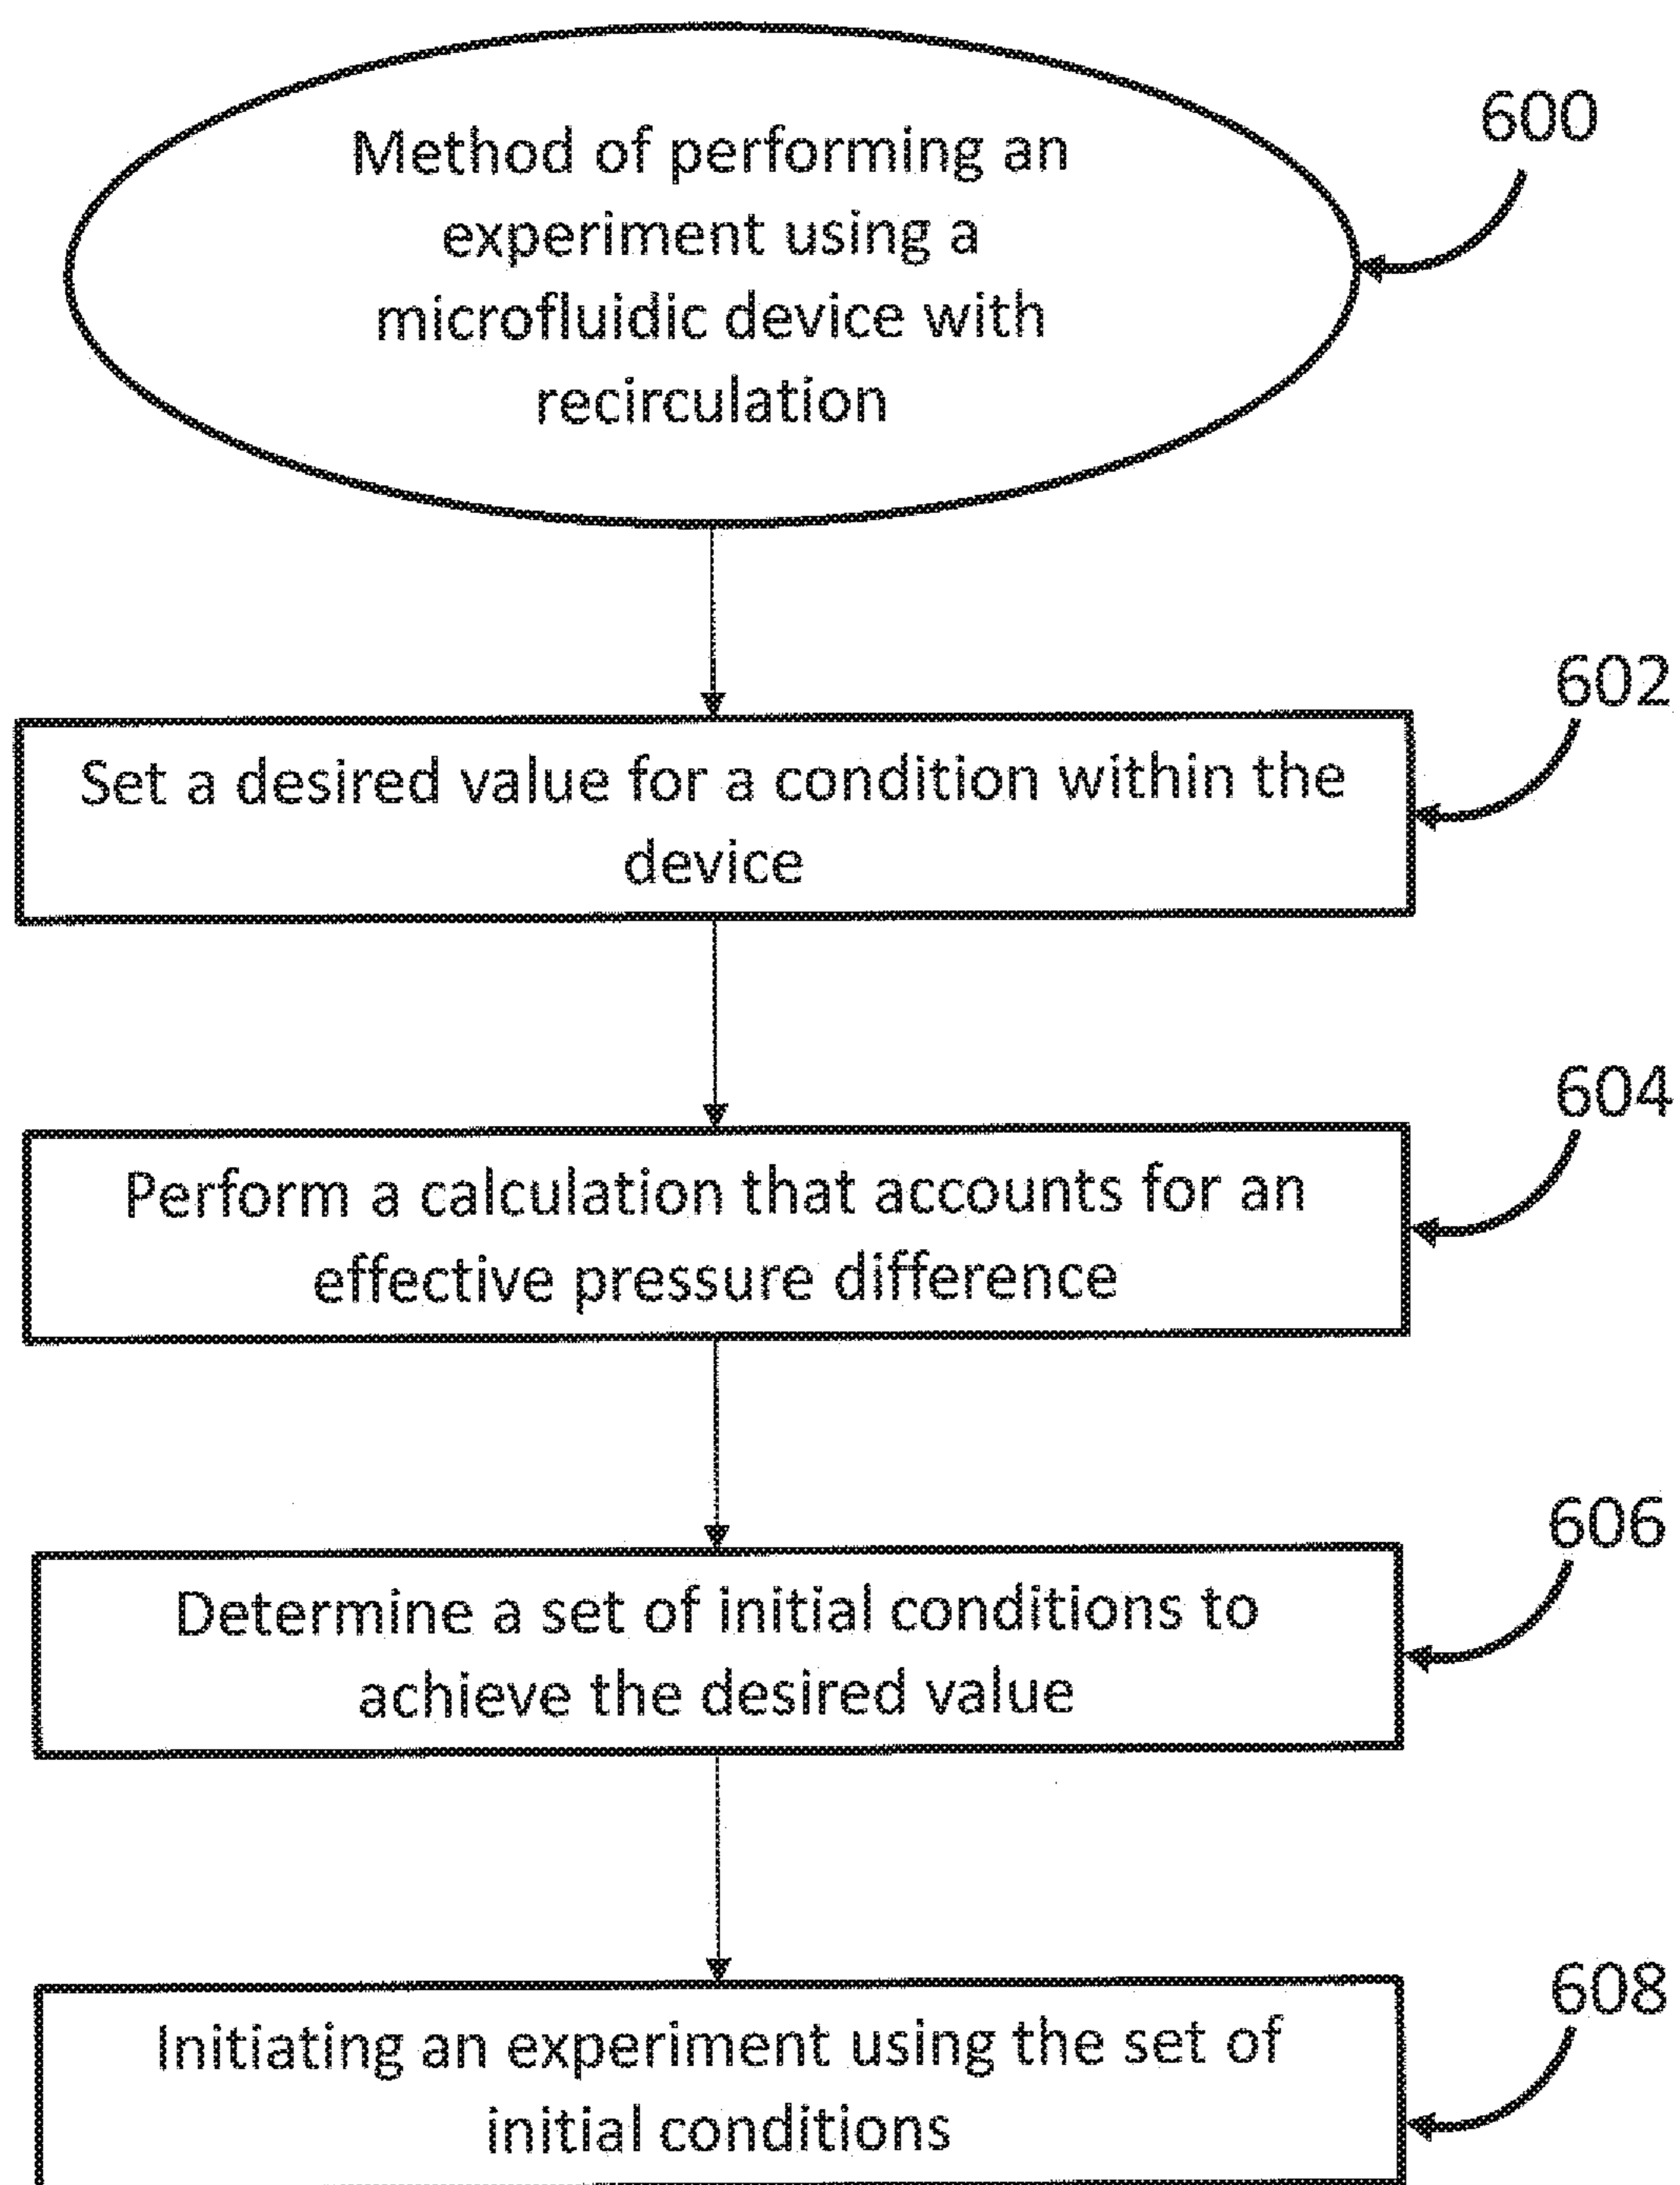 Method of performing an
experiment using a
microfluidic device with
recirculation
600
602
Set a desired value for a condition within the
device
604
Perform a calculation that accounts for an
effective pressure difference
606
Determine a set of initial conditions to
achieve the desired value
608
Initiating an experiment using the set of
initial conditions